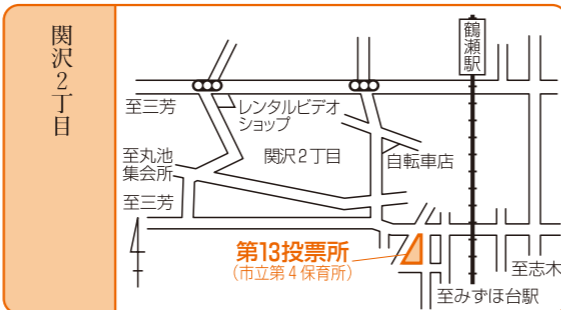 関沢2丁目
鶴瀬駅
至三芳
レンタルビデオ
ショップ
至丸池
集会所
関沢2丁目
自転車店
至三芳
第13投票所
(市立第4保育所)
至志木
至みずほ台駅